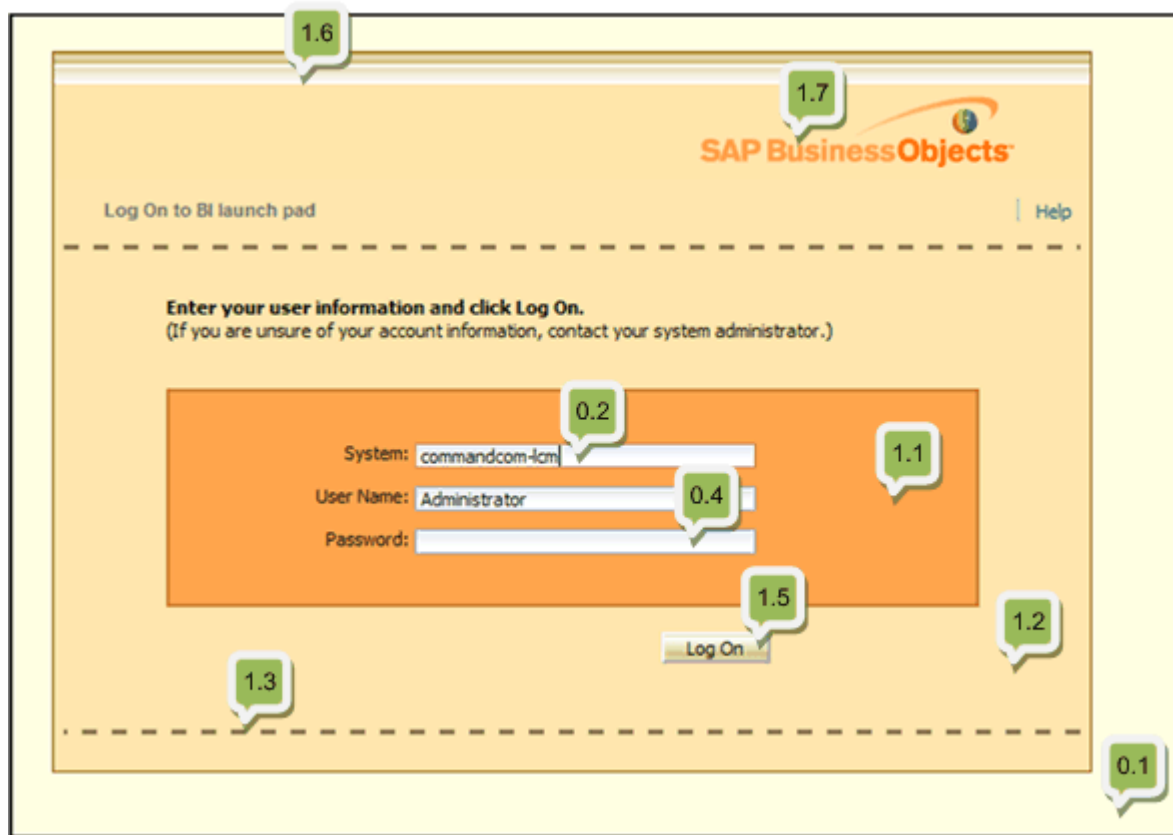 1.6
1.7
SAP BusinessObjects™
Log On to BI launch pad
Help
Enter your user information and click Log On.
(If you are unsure of your account information, contact your system administrator.)
0.2
System: commandcom-lcm
1.1
User Name: Administrator
0.4
Password:
1.5
1.2
Log On
1.3
0.1